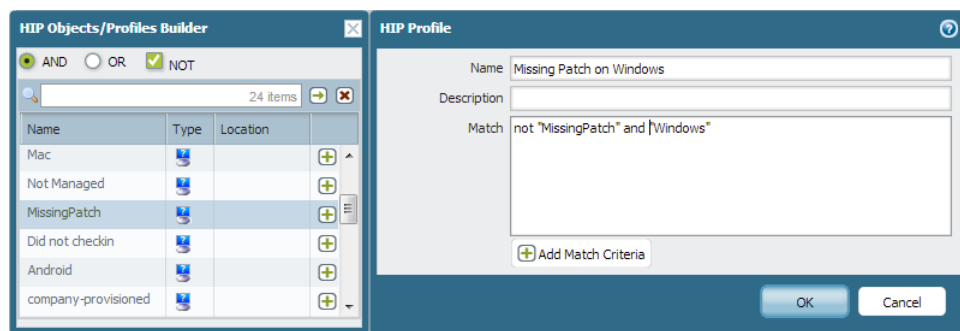 HIP Objects/Profiles Builder
AND OR NOT
24 items
Name Type Location
Mac
Not Managed
MissingPatch
Did not checkin
Android
company-provisioned
HIP Profile
Name Missing Patch on Windows
Description
Match not "MissingPatch" and "Windows"
Add Match Criteria
OK Cancel